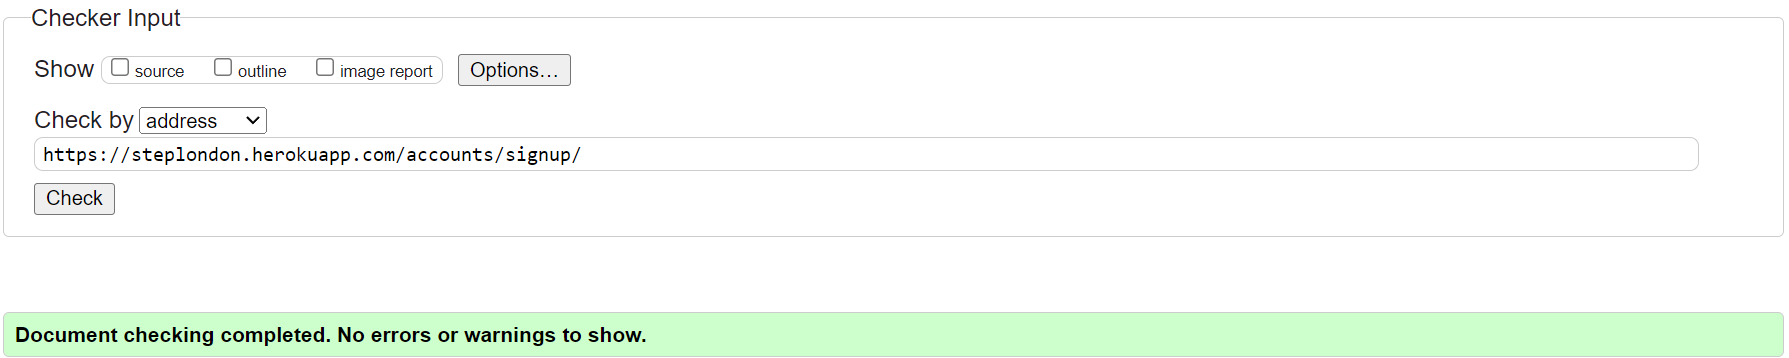 Checker Input
Show source outline image report Options...
Check by address
https://steplondon.herokuapp.com/accounts/signup/
Check
Document checking completed. No errors or warnings to show.